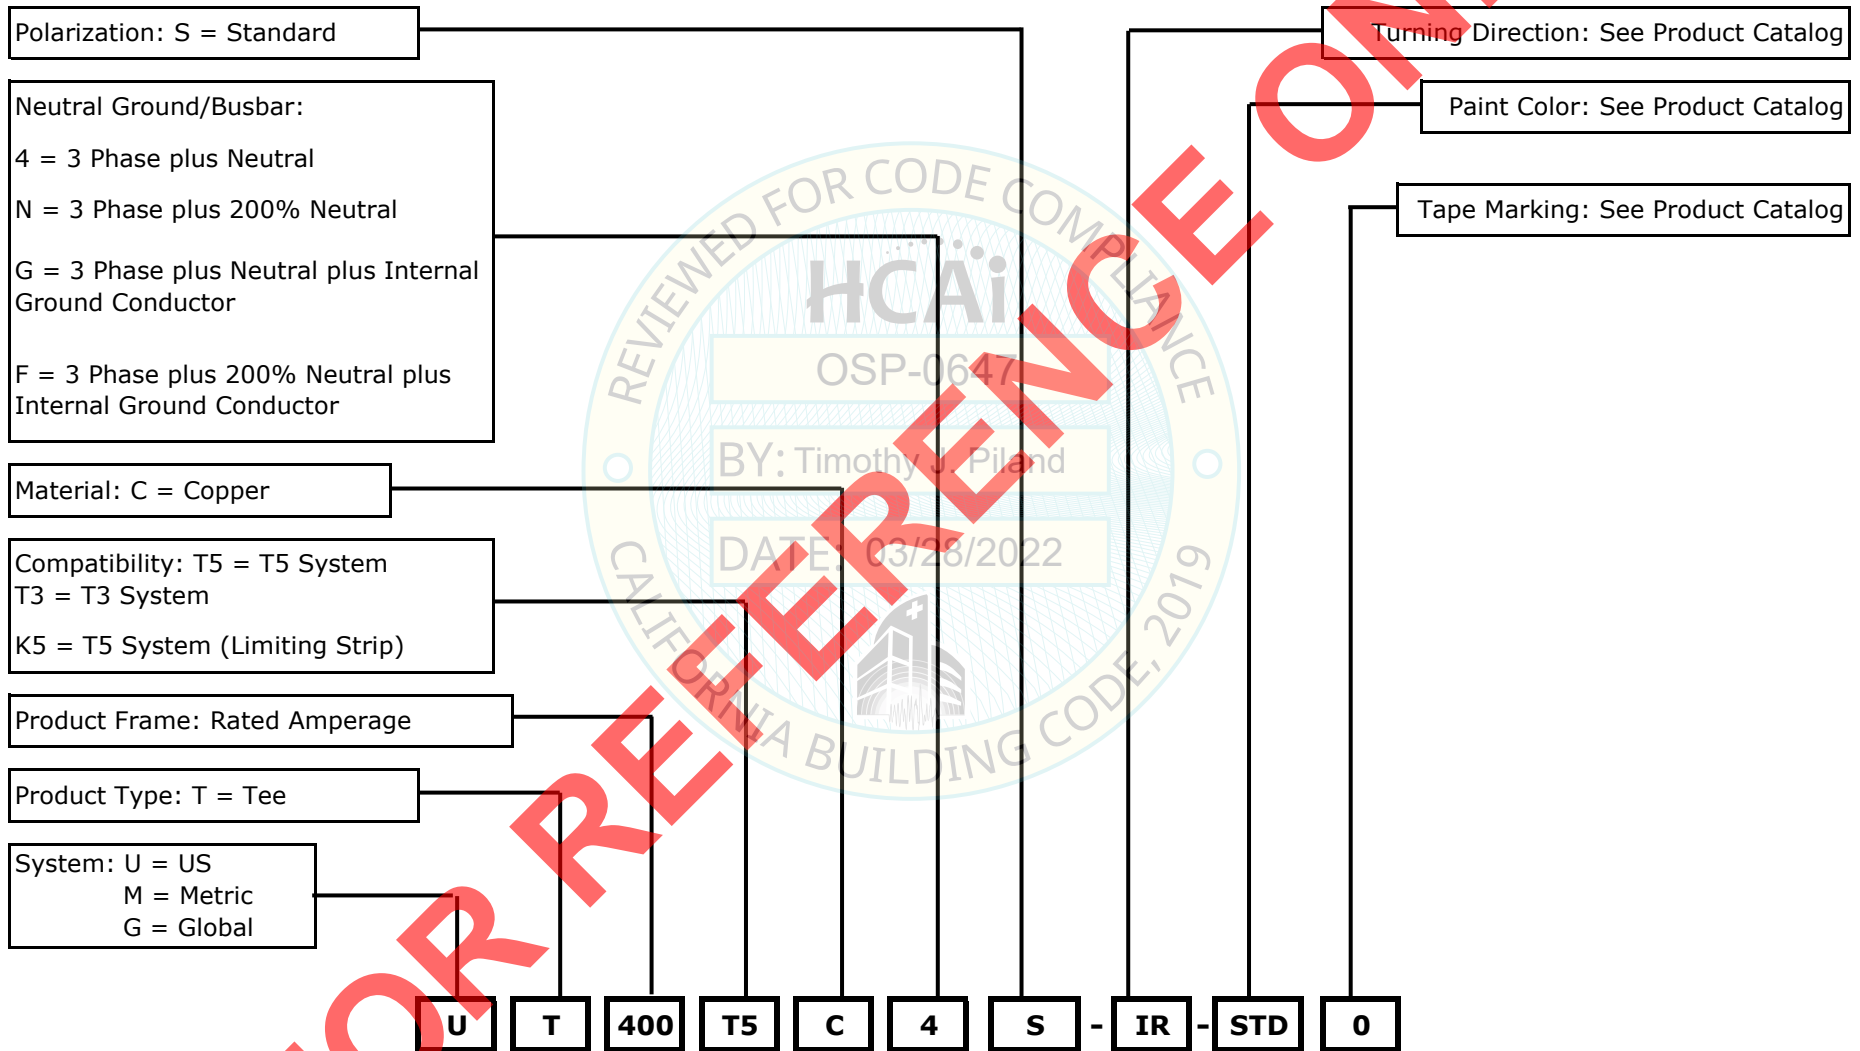 Polarization: S = Standard
Neutral Ground/Busbar:
4 = 3 Phase plus Neutral
N = 3 Phase plus 200% Neutral
G = 3 Phase plus Neutral plus Internal
Ground Conductor
F = 3 Phase plus 200% Neutral plus
Internal Ground Conductor
Material: C = Copper
Compatibility: T5 = T5 System
T3 = T3 System
K5 = T5 System (Limiting Strip)
Product Frame: Rated Amperage
Product Type: T = Tee
System: U = US
M = Metric
G = Global
Turning Direction: See Product Catalog
Paint Color: See Product Catalog
Tape Marking: See Product Catalog
U T 400 T5 C 4 S - IR - STD 0
REVIEWED FOR CODE COMPLIANCE
HCAi
OSP-0647
BY: Timothy J. Piland
DATE: 03/28/2022
CALIFORNIA BUILDING CODE, 2019
OR REFERENCE ON